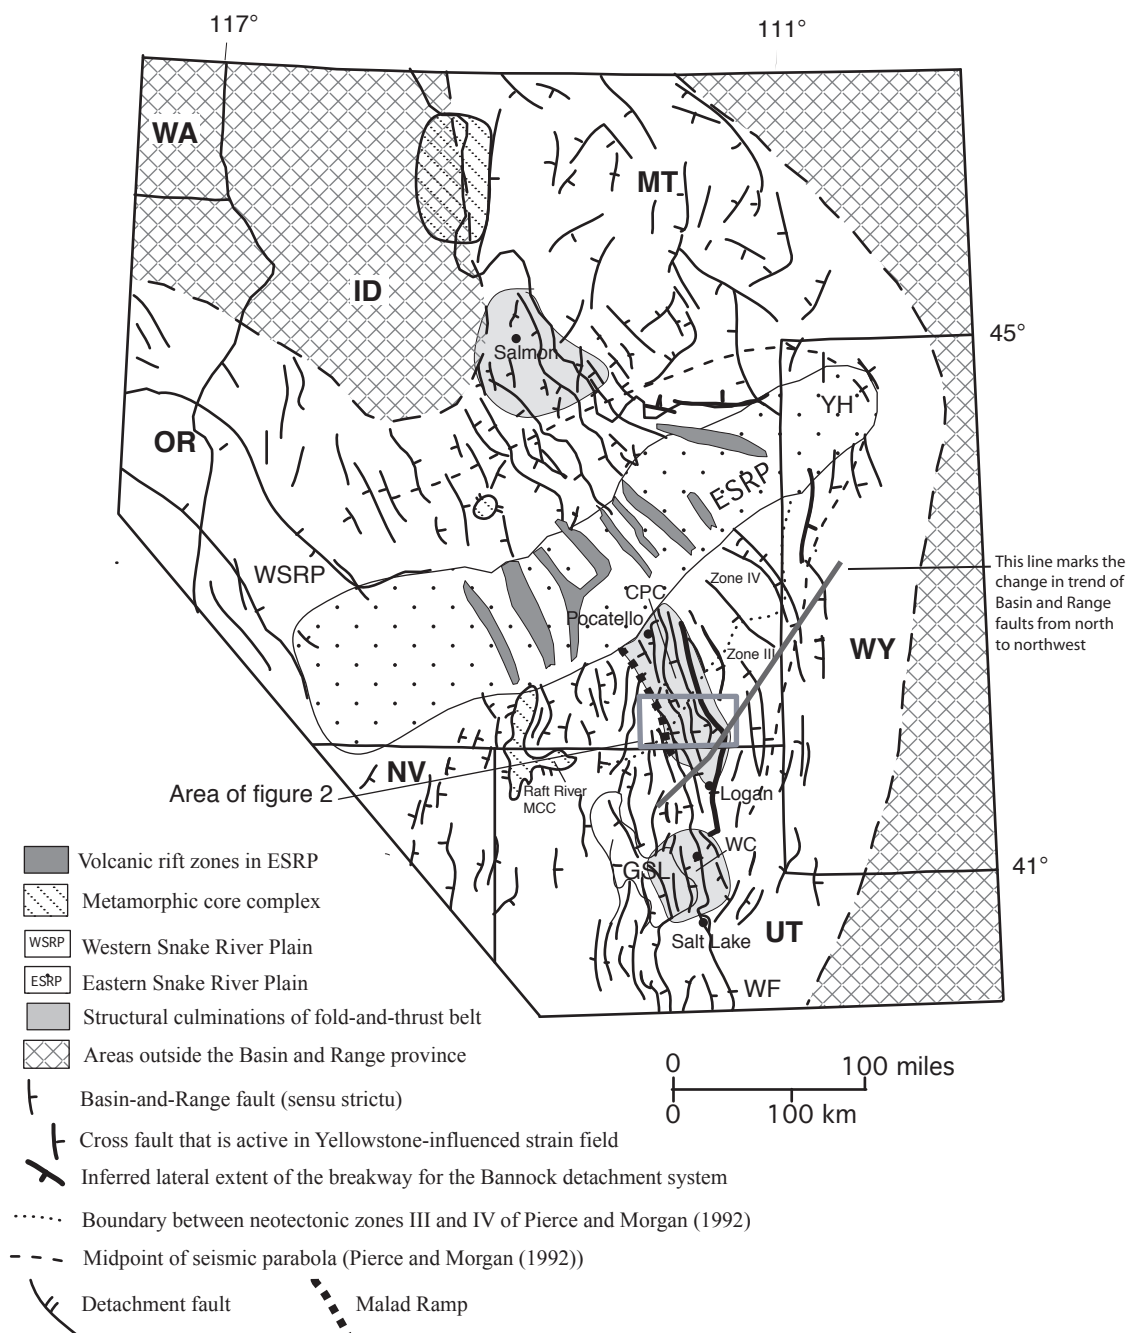 117°
111°
WA
MT
ID
45°
Salmon
YH
OR
ESRP
WSRP
Zone IV
CPC
Pocatello
This line marks the
change in trend of
Basin and Range
faults from north
to northwest
WY
Zone III
NV
Area of figure 2
Raft River
MCC
Logan
WC
GSL
41°
UT
Salt Lake
WF
Volcanic rift zones in ESRP
Metamorphic core complex
WSRP Western Snake River Plain
ESRP Eastern Snake River Plain
Structural culminations of fold-and-thrust belt
Areas outside the Basin and Range province
Basin-and-Range fault (sensu strictu)
Cross fault that is active in Yellowstone-influenced strain field
Inferred lateral extent of the breakway for the Bannock detachment system
Boundary between neotectonic zones III and IV of Pierce and Morgan (1992)
Midpoint of seismic parabola (Pierce and Morgan (1992))
Detachment fault
Malad Ramp
0 100 miles
0 100 km